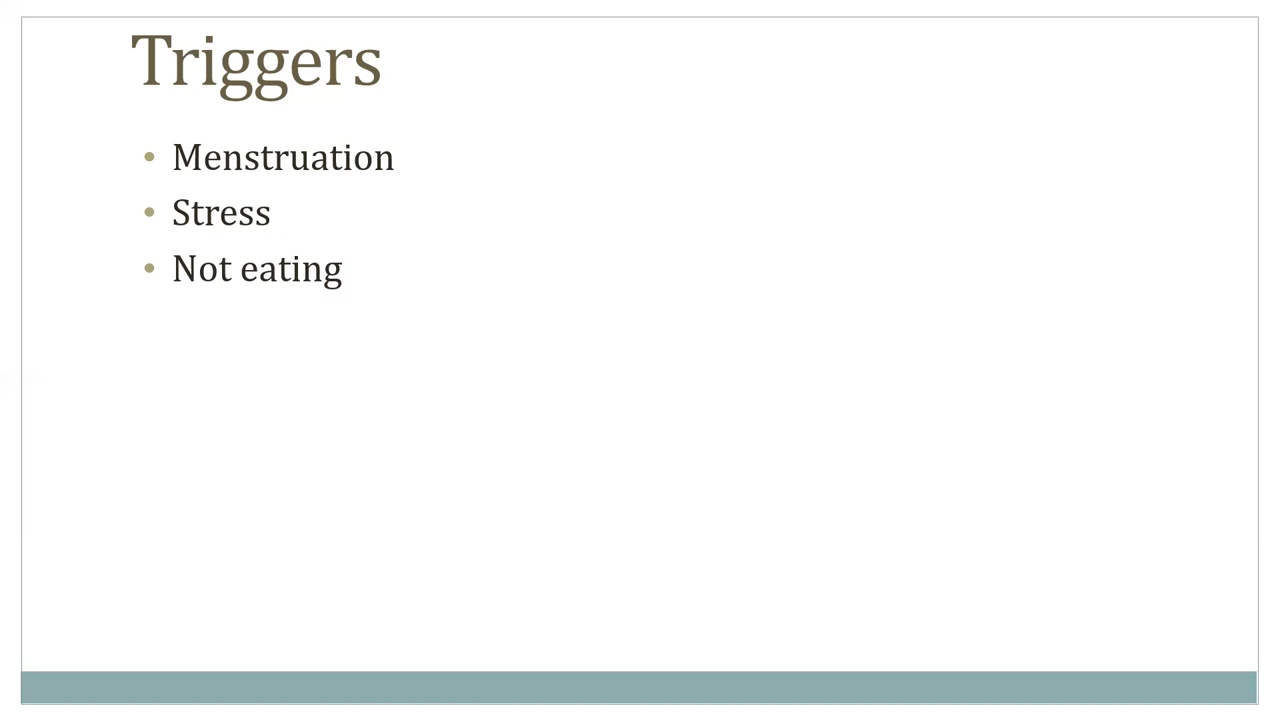 Triggers
• Menstruation
• Stress
• Not eating